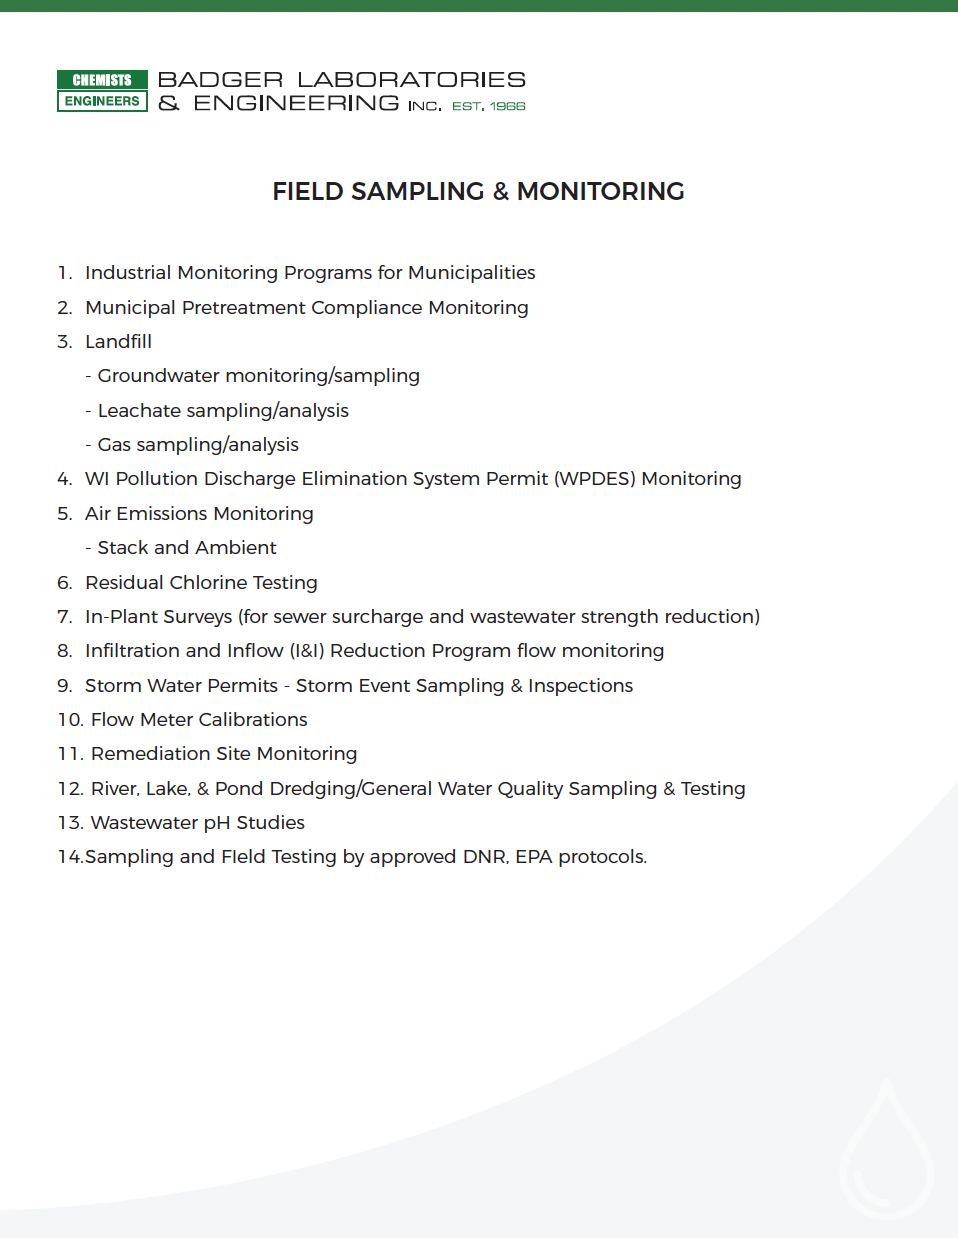 CHEMISTS
ENGINEERS
BADGER LABORATORIES
& ENGINEERING INC. EST. 1966
FIELD SAMPLING & MONITORING
1. Industrial Monitoring Programs for Municipalities
2. Municipal Pretreatment Compliance Monitoring
3. Landfill
- Groundwater monitoring/sampling
- Leachate sampling/analysis
- Gas sampling/analysis
4. WI Pollution Discharge Elimination System Permit (WPDES) Monitoring
5. Air Emissions Monitoring
- Stack and Ambient
6. Residual Chlorine Testing
7. In-Plant Surveys (for sewer surcharge and wastewater strength reduction)
8. Infiltration and Inflow (I&I) Reduction Program flow monitoring
9. Storm Water Permits - Storm Event Sampling & Inspections
10. Flow Meter Calibrations
11. Remediation Site Monitoring
12. River, Lake, & Pond Dredging/General Water Quality Sampling & Testing
13. Wastewater pH Studies
14.Sampling and FIeld Testing by approved DNR, EPA protocols.